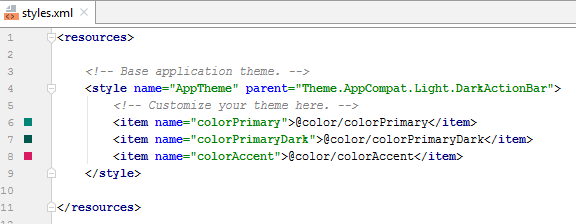 styles.xml
1 <resources>
2
3 <!-- Base application theme. -->
4 <style name="AppTheme" parent="Theme.AppCompat.Light.DarkActionBar">
5 <!-- Customize your theme here. -->
6 <item name="colorPrimary">@color/colorPrimary</item>
7 <item name="colorPrimaryDark">@color/colorPrimaryDark</item>
8 <item name="colorAccent">@color/colorAccent</item>
9 </style>
10
11 </resources>
12